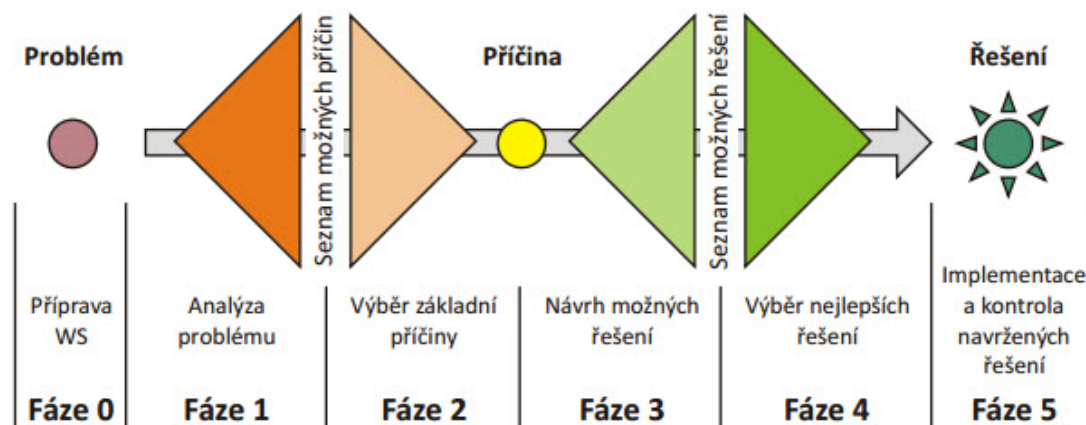 Problém
Seznam možných příčin
Příčina
Seznam možných řešení
Řešení
Příprava
WS
Analýza
problému
Výběr základní
příčiny
Návrh možných
řešení
Výběr nejlepších
řešení
Implementace
a kontrola
navržených
řešení
Fáze 0
Fáze 1
Fáze 2
Fáze 3
Fáze 4
Fáze 5